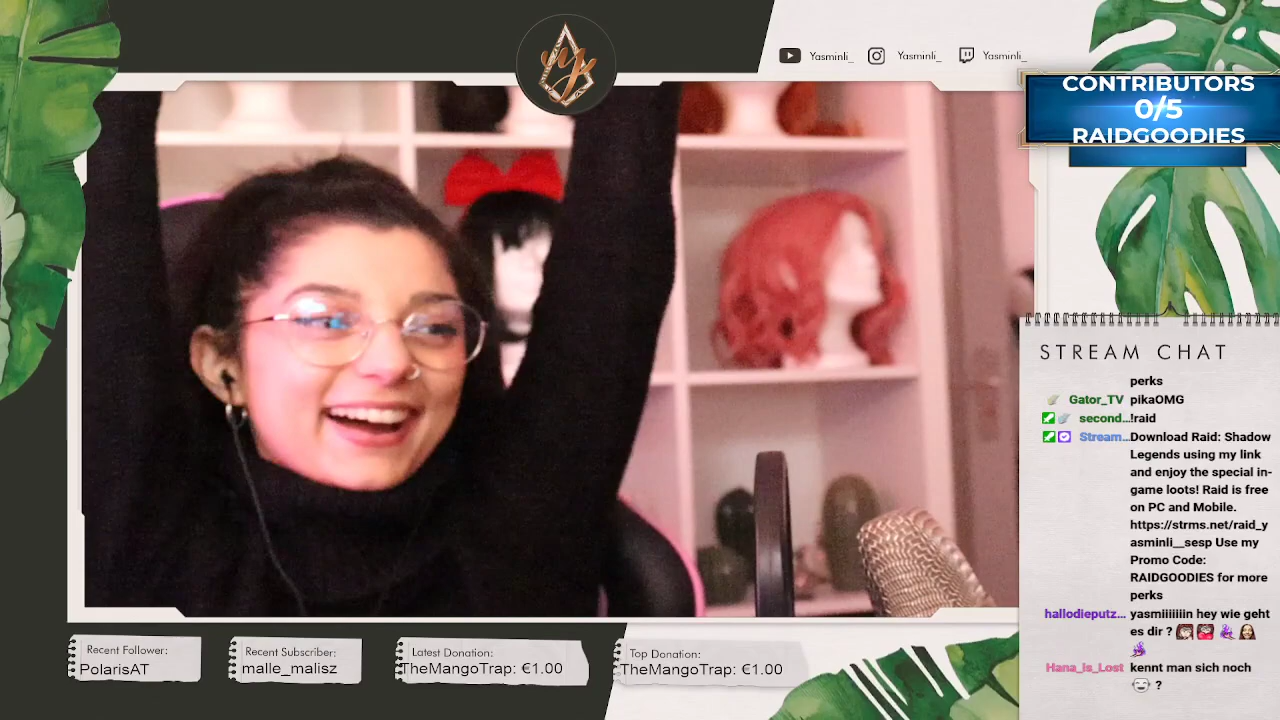 Yasminli_
Yasminli_
Yasminli_
CONTRIBUTORS
0/5
RAIDGOODIES
STREAM CHAT
perks
Gator_TV pikaOMG
second... !raid
Stream... Download Raid: Shadow
Legends using my link
and enjoy the special in-
game loots! Raid is free
on PC and Mobile.
https://strms.net/raid_y
asminli__sesp Use my
Promo Code:
RAIDGOODIES for more
perks
hallodieputz... yasmiiiiiiin hey wie geht
es dir ?
Hana_is_Lost kennt man sich noch
?
Recent Follower:
PolarisAT
Recent Subscriber:
malle_malisz
Latest Donation:
TheMangoTrap: €1.00
Top Donation:
TheMangoTrap: €1.00